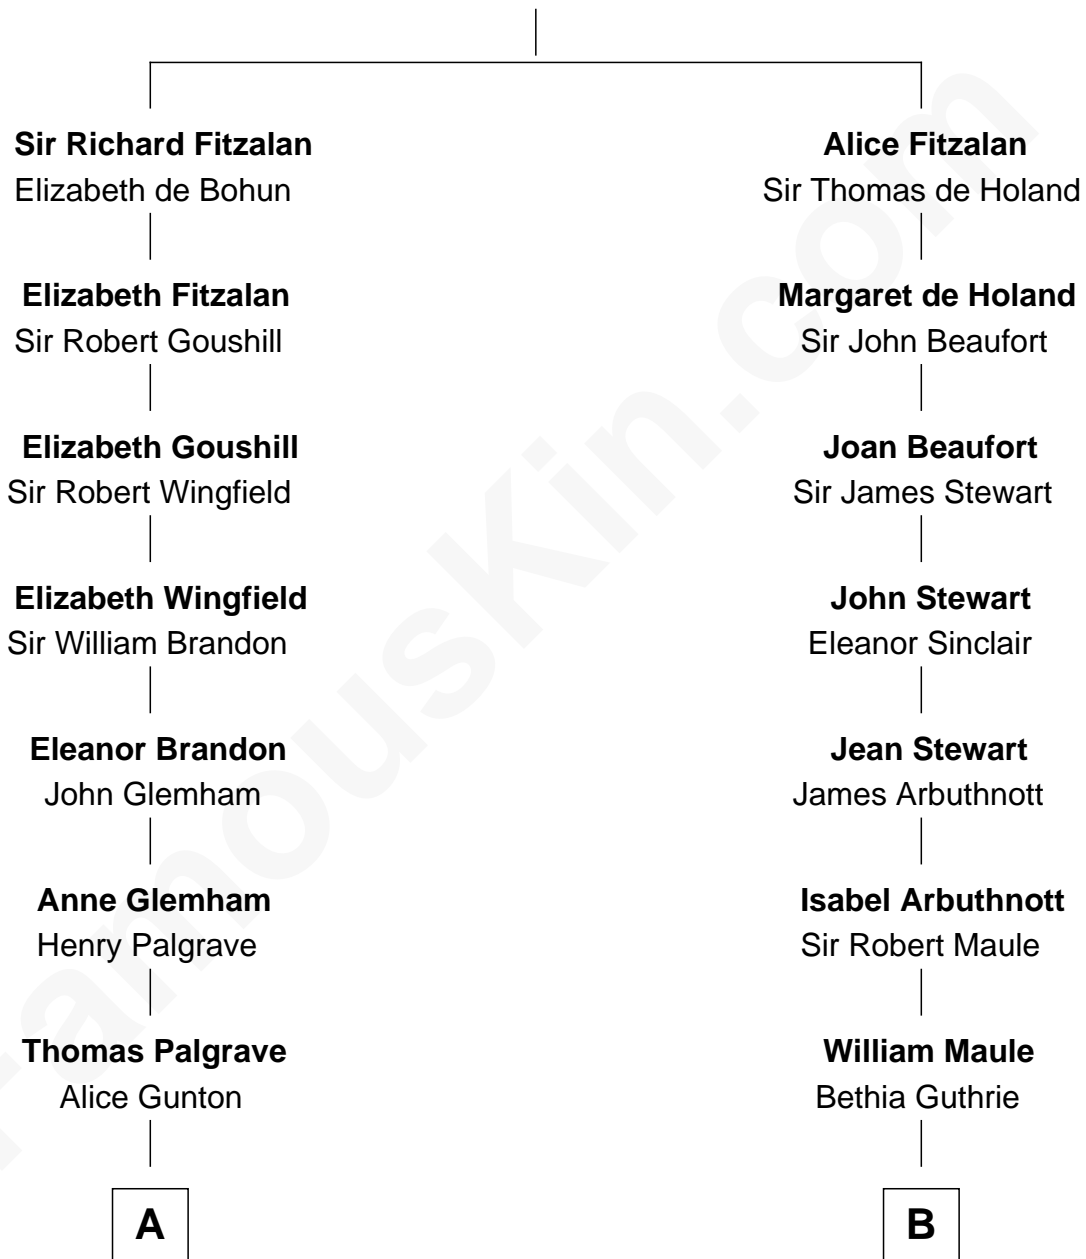 Sir Richard Fitzalan
Elizabeth de Bohun
Elizabeth Fitzalan
Sir Robert Goushill
Elizabeth Goushill
Sir Robert Wingfield
Elizabeth Wingfield
Sir William Brandon
Eleanor Brandon
John Glemham
Anne Glemham
Henry Palgrave
Thomas Palgrave
Alice Gunton
A
Alice Fitzalan
Sir Thomas de Holand
Margaret de Holand
Sir John Beaufort
Joan Beaufort
Sir James Stewart
John Stewart
Eleanor Sinclair
Jean Stewart
James Arbuthnott
Isabel Arbuthnott
Sir Robert Maule
William Maule
Bethia Guthrie
B
FamousKin.com